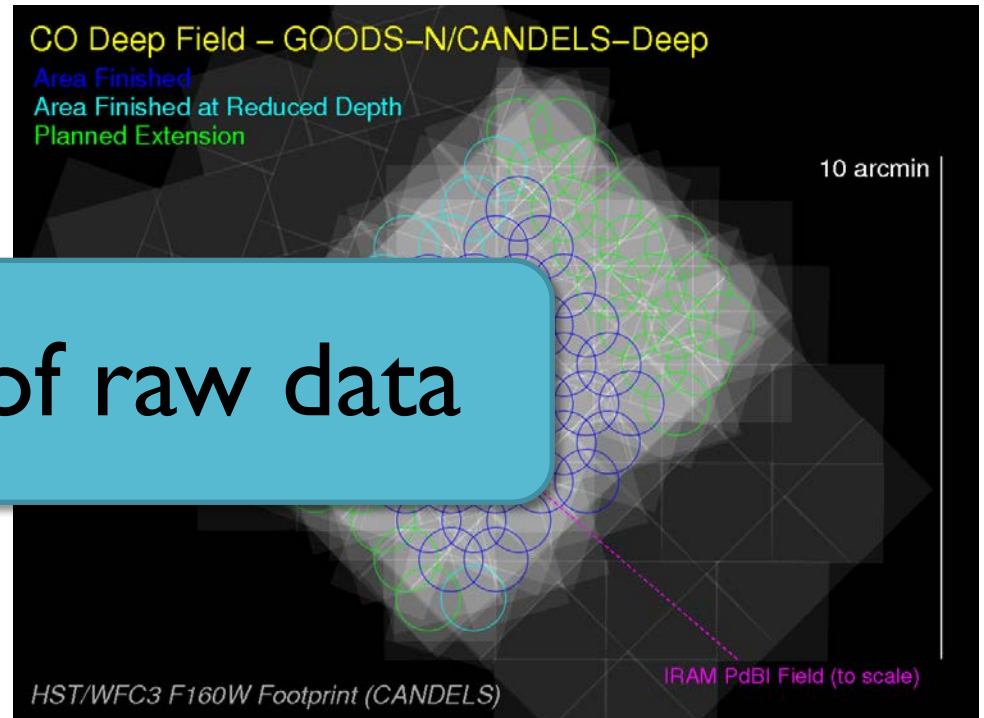 CO Deep Field – GOODS–N/CANDELS–Deep
Area Finished
Area Finished at Reduced Depth
Planned Extension
10 arcmin
of raw data
IRAM PdBI Field (to scale)
HST/WFC3 F160W Footprint (CANDELS)